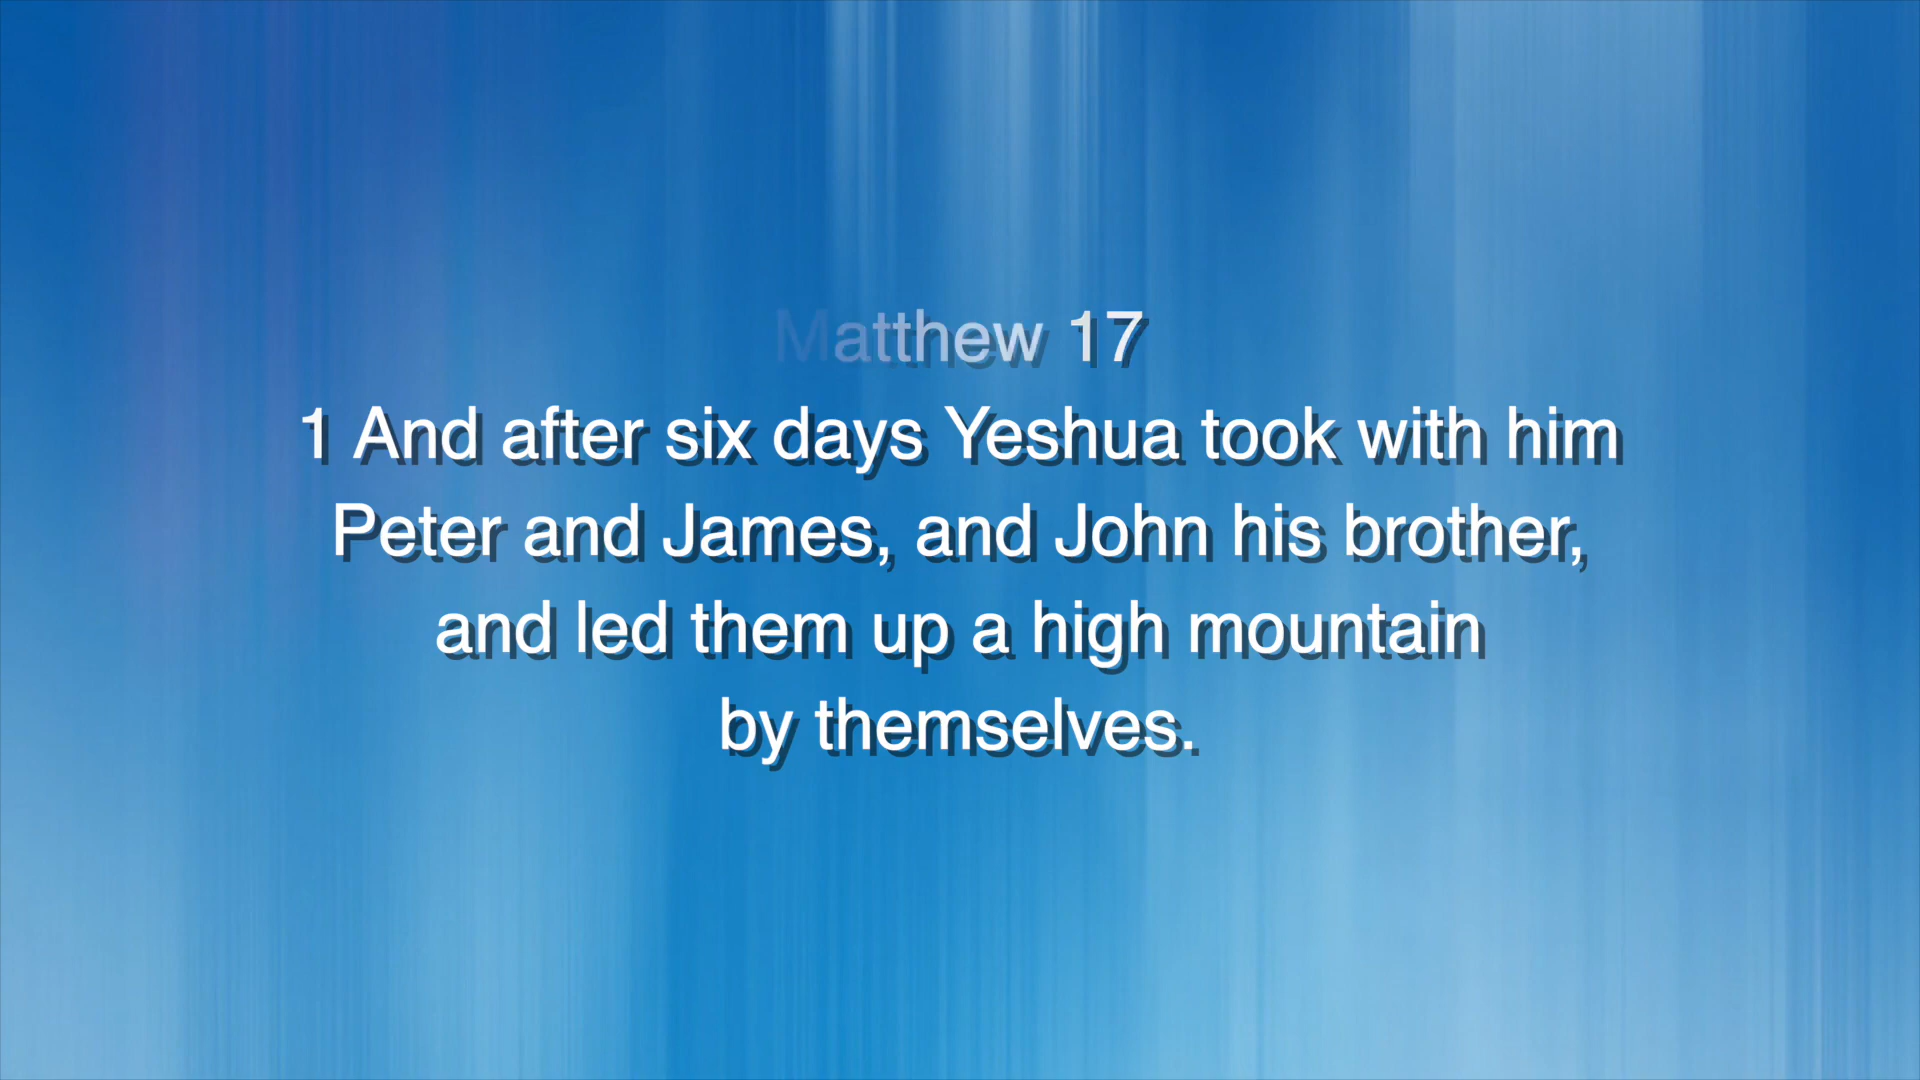 Matthew 17
1 And after six days Yeshua took with him
Peter and James, and John his brother,
and led them up a high mountain
by themselves.